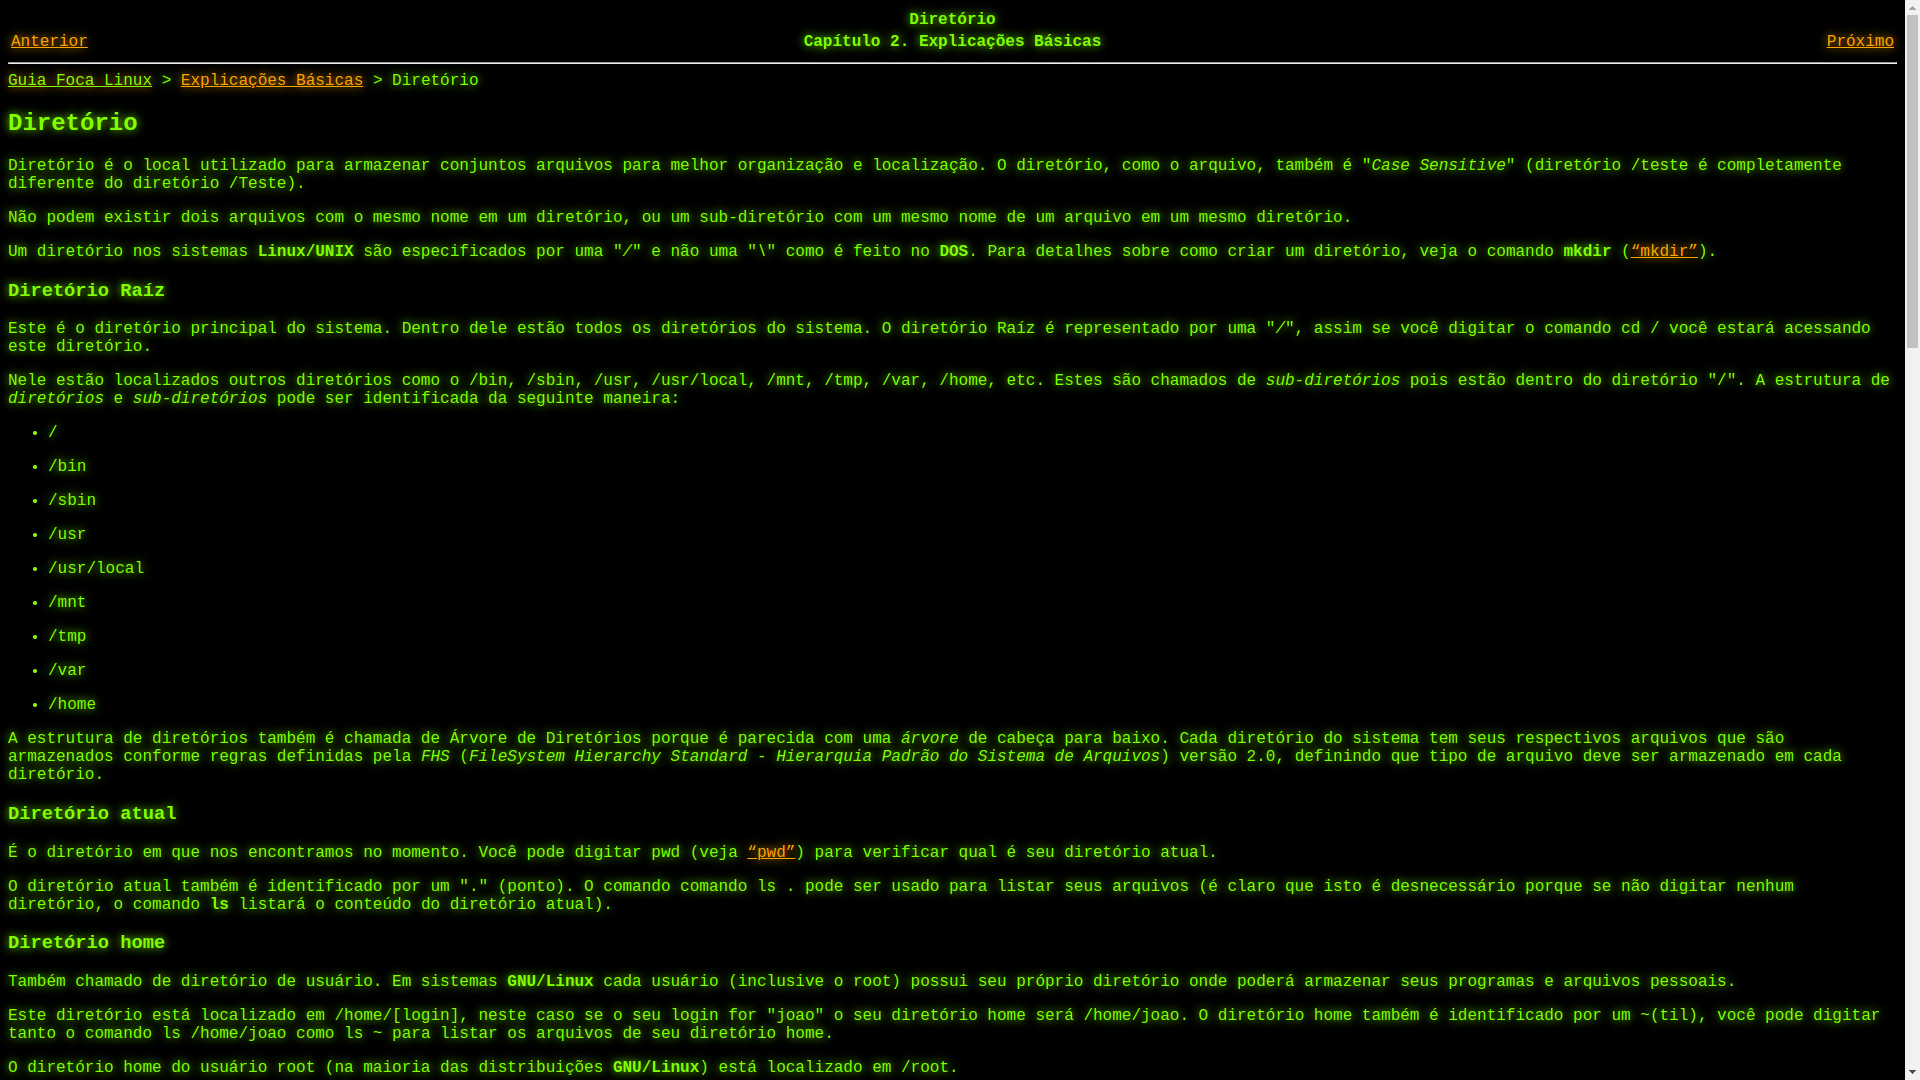 Diretório
Anterior Capítulo 2. Explicações Básicas Próximo
Guia Foca Linux > Explicações Básicas > Diretório
Diretório
Diretório é o local utilizado para armazenar conjuntos arquivos para melhor organização e localização. O diretório, como o arquivo, também é "Case Sensitive" (diretório /teste é completamente
diferente do diretório /Teste).
Não podem existir dois arquivos com o mesmo nome em um diretório, ou um sub-diretório com um mesmo nome de um arquivo em um mesmo diretório.
Um diretório nos sistemas Linux/UNIX são especificados por uma "/" e não uma "\" como é feito no DOS. Para detalhes sobre como criar um diretório, veja o comando mkdir (“mkdir”).
Diretório Raíz
Este é o diretório principal do sistema. Dentro dele estão todos os diretórios do sistema. O diretório Raíz é representado por uma "/", assim se você digitar o comando cd / você estará acessando
este diretório.
Nele estão localizados outros diretórios como o /bin, /sbin, /usr, /usr/local, /mnt, /tmp, /var, /home, etc. Estes são chamados de sub-diretórios pois estão dentro do diretório "/". A estrutura de
diretórios e sub-diretórios pode ser identificada da seguinte maneira:
• /
• /bin
• /sbin
• /usr
• /usr/local
• /mnt
• /tmp
• /var
• /home
A estrutura de diretórios também é chamada de Árvore de Diretórios porque é parecida com uma árvore de cabeça para baixo. Cada diretório do sistema tem seus respectivos arquivos que são
armazenados conforme regras definidas pela FHS (FileSystem Hierarchy Standard - Hierarquia Padrão do Sistema de Arquivos) versão 2.0, definindo que tipo de arquivo deve ser armazenado em cada
diretório.
Diretório atual
É o diretório em que nos encontramos no momento. Você pode digitar pwd (veja “pwd”) para verificar qual é seu diretório atual.
O diretório atual também é identificado por um "." (ponto). O comando comando ls . pode ser usado para listar seus arquivos (é claro que isto é desnecessário porque se não digitar nenhum
diretório, o comando ls listará o conteúdo do diretório atual).
Diretório home
Também chamado de diretório de usuário. Em sistemas GNU/Linux cada usuário (inclusive o root) possui seu próprio diretório onde poderá armazenar seus programas e arquivos pessoais.
Este diretório está localizado em /home/[login], neste caso se o seu login for "joao" o seu diretório home será /home/joao. O diretório home também é identificado por um ~(til), você pode digitar
tanto o comando ls /home/joao como ls ~ para listar os arquivos de seu diretório home.
O diretório home do usuário root (na maioria das distribuições GNU/Linux) está localizado em /root.